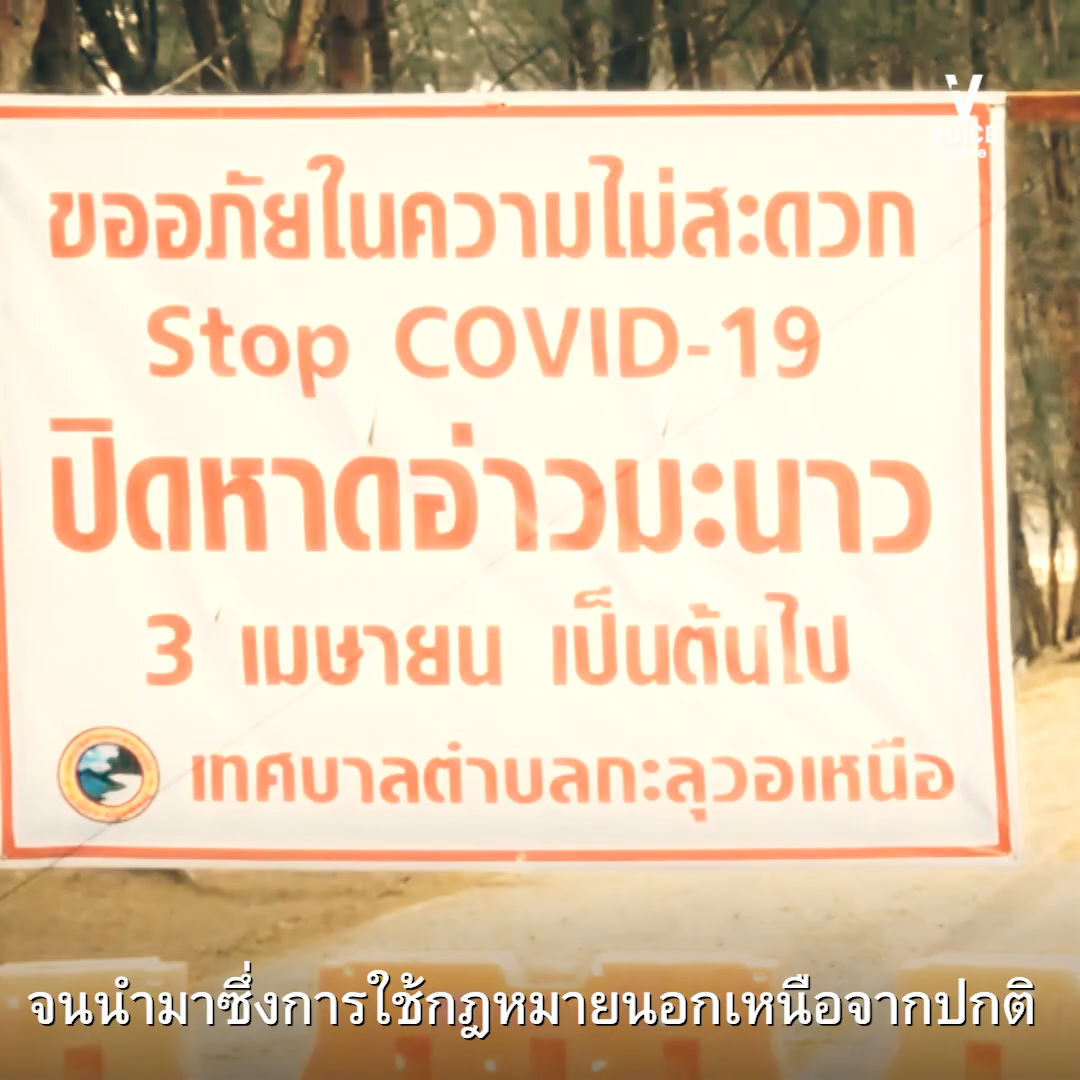 VOICE
ขออภัยในความไม่สะดวก
Stop COVID-19
ปิดหาดอ่าวมะนาว
3 เมษายน เป็นต้นไป
เทศบาลตำบลกะลุวอเหนือ
จนนำมาซึ่งการใช้กฎหมายนอกเหนือจากปกติ